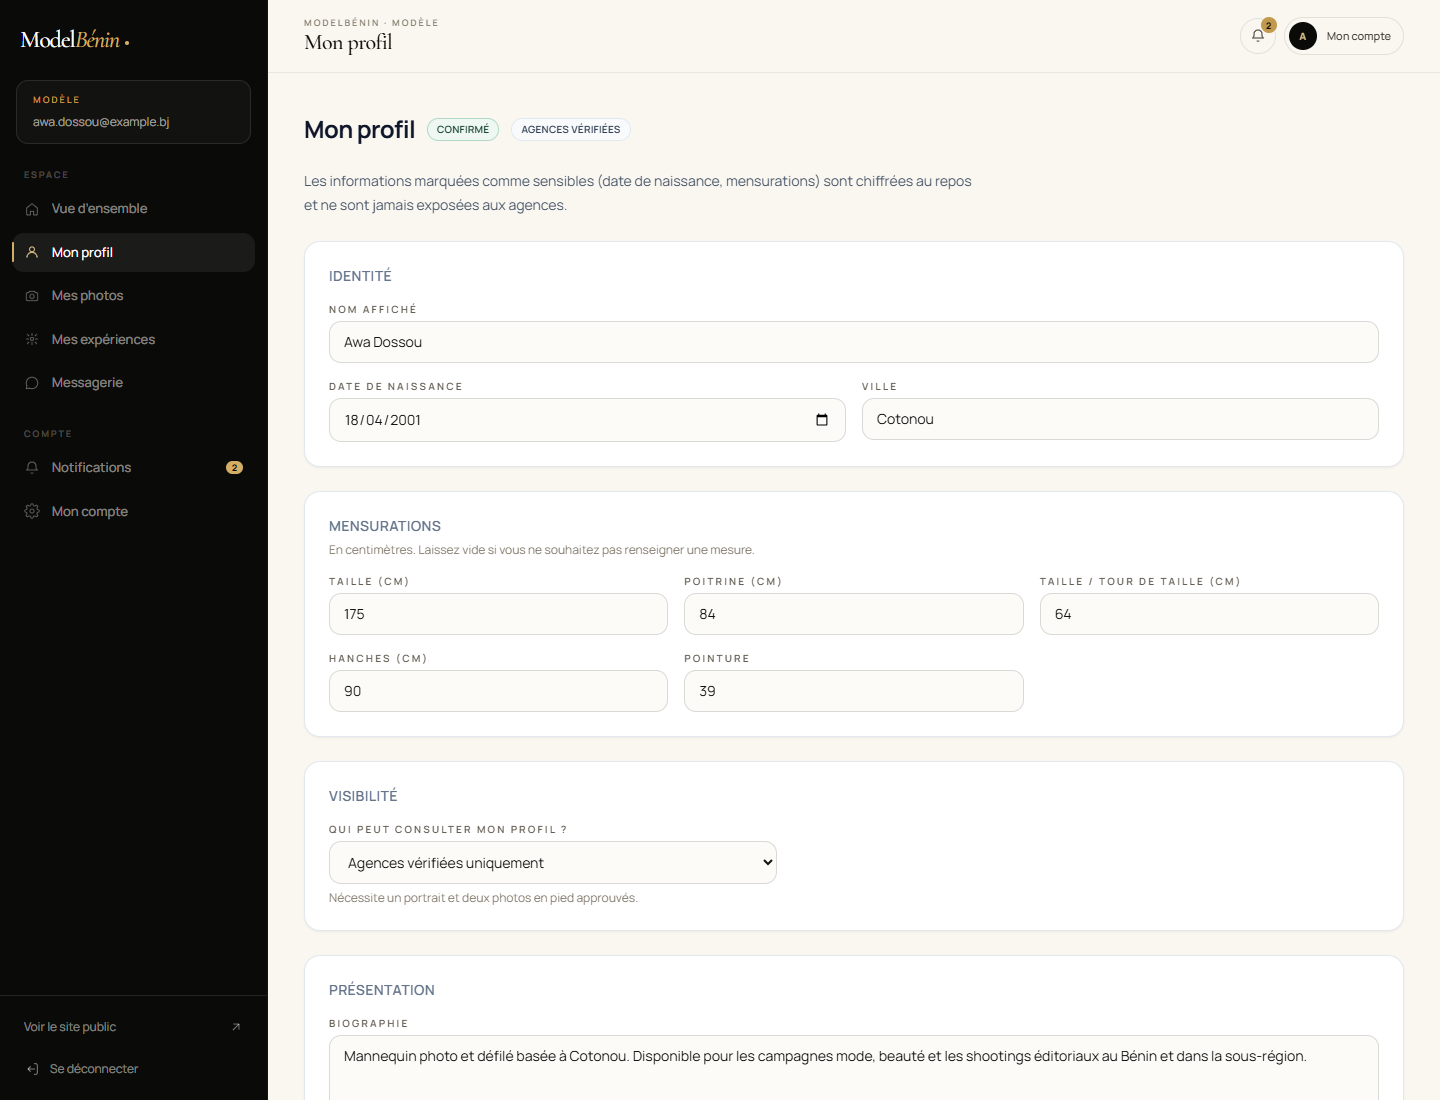 ModelBénin
MODÈLE
awa.dossou@example.bj
ESPACE
Vue d'ensemble
Mon profil
Mes photos
Mes expériences
Messagerie
COMPTE
Notifications
2
Mon compte
Voir le site public
Se déconnecter
MODELBÉNIN · MODÈLE
Mon profil
2
A
Mon compte
Mon profil
CONFIRMÉ
AGENCES VÉRIFIÉES
Les informations marquées comme sensibles (date de naissance, mensurations) sont chiffrées au repos
et ne sont jamais exposées aux agences.
IDENTITÉ
NOM AFFICHÉ
Awa Dossou
DATE DE NAISSANCE
VILLE
18/04/2001
Cotonou
MENSURATIONS
En centimètres. Laissez vide si vous ne souhaitez pas renseigner une mesure.
TAILLE (CM)
POITRINE (CM)
TAILLE / TOUR DE TAILLE (CM)
175
84
64
HANCHES (CM)
POINTURE
90
39
VISIBILITÉ
QUI PEUT CONSULTER MON PROFIL ?
Agences vérifiées uniquement
Nécessite un portrait et deux photos en pied approuvés.
PRÉSENTATION
BIOGRAPHIE
Mannequin photo et défilé basée à Cotonou. Disponible pour les campagnes mode, beauté et les shootings éditoriaux au Bénin et dans la sous-région.